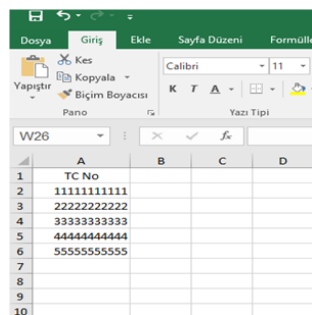 Dosya Giriş Ekle Sayfa Düzeni Formülle
Kes
Kopyala
Biçim Boyacısı
Yapıştır
Pano
Calibri 11
K T A
Yazı Tipi
W26 fx
A B C D
1 TC No
2 11111111111
3 22222222222
4 33333333333
5 44444444444
6 55555555555
7
8
9
10